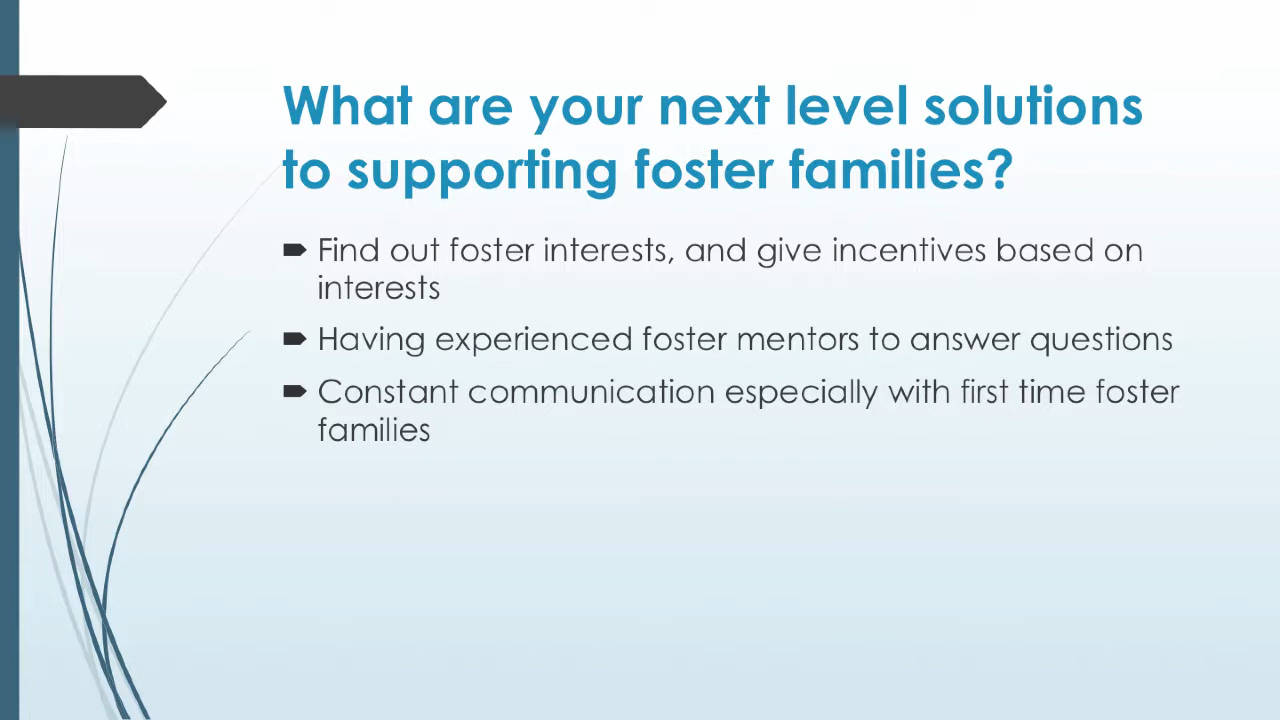 What are your next level solutions
to supporting foster families?
Find out foster interests, and give incentives based on
interests
Having experienced foster mentors to answer questions
Constant communication especially with first time foster
families